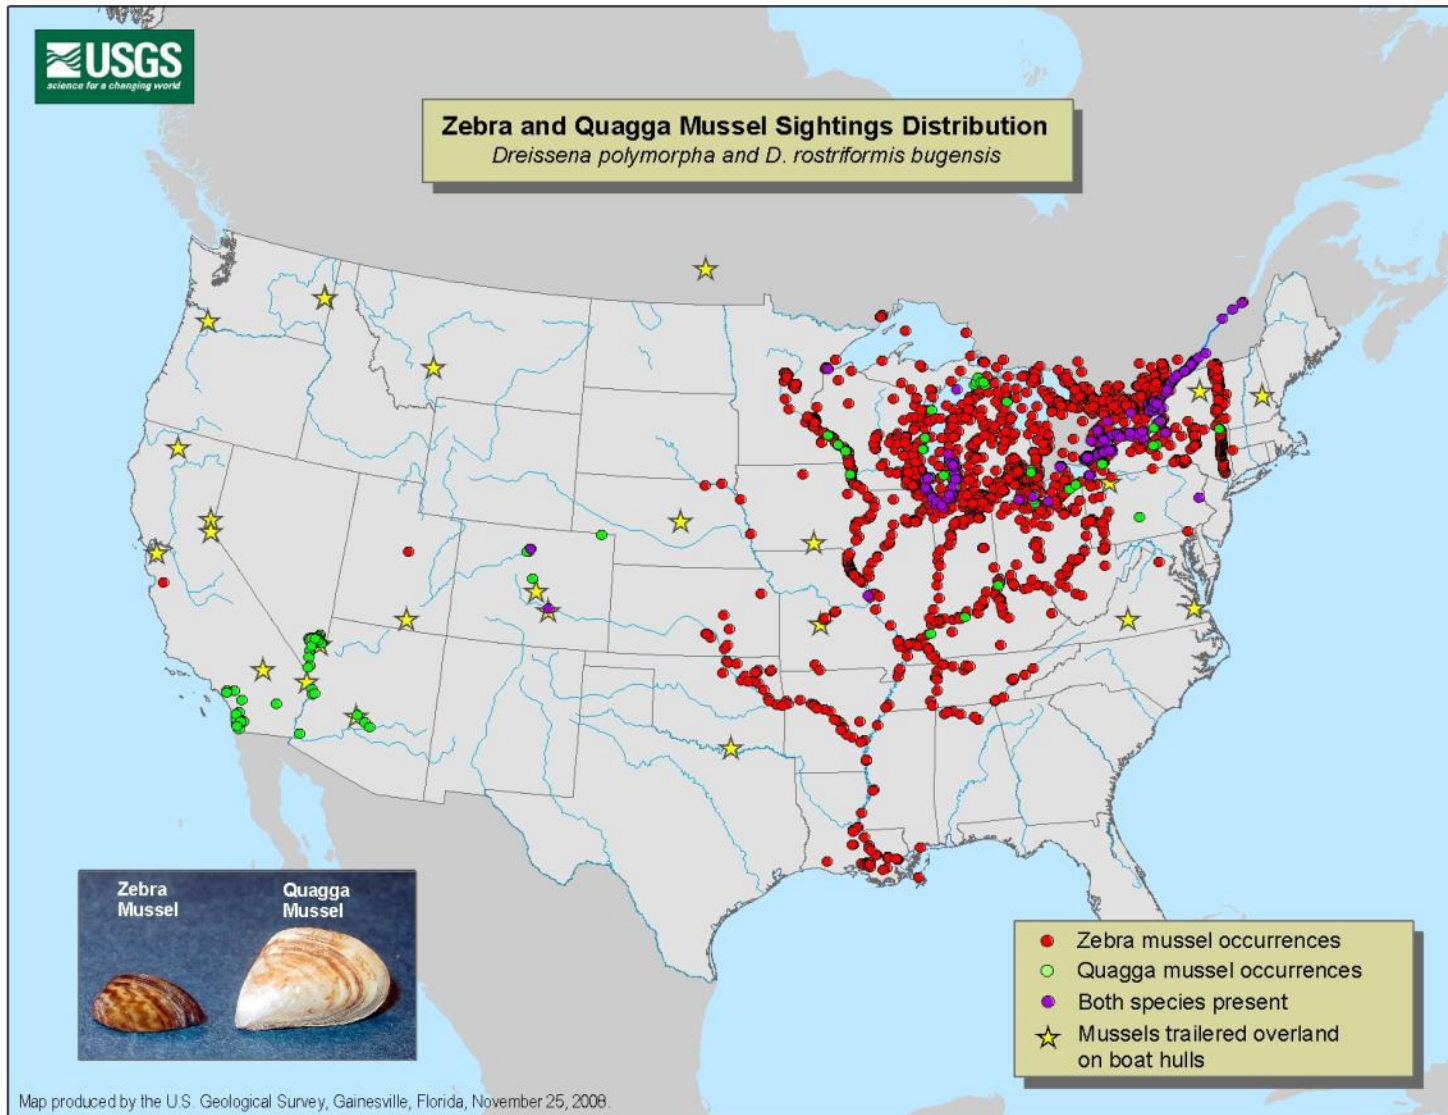 USGS
science for a changing world
Zebra and Quagga Mussel Sightings Distribution
Dreissena polymorpha and D. rostriformis bugensis
Zebra
Mussel
Quagga
Mussel
Zebra mussel occurrences
Quagga mussel occurrences
Both species present
Mussels trailered overland
on boat hulls
Map produced by the U.S. Geological Survey, Gainesville, Florida, November 25, 2008.